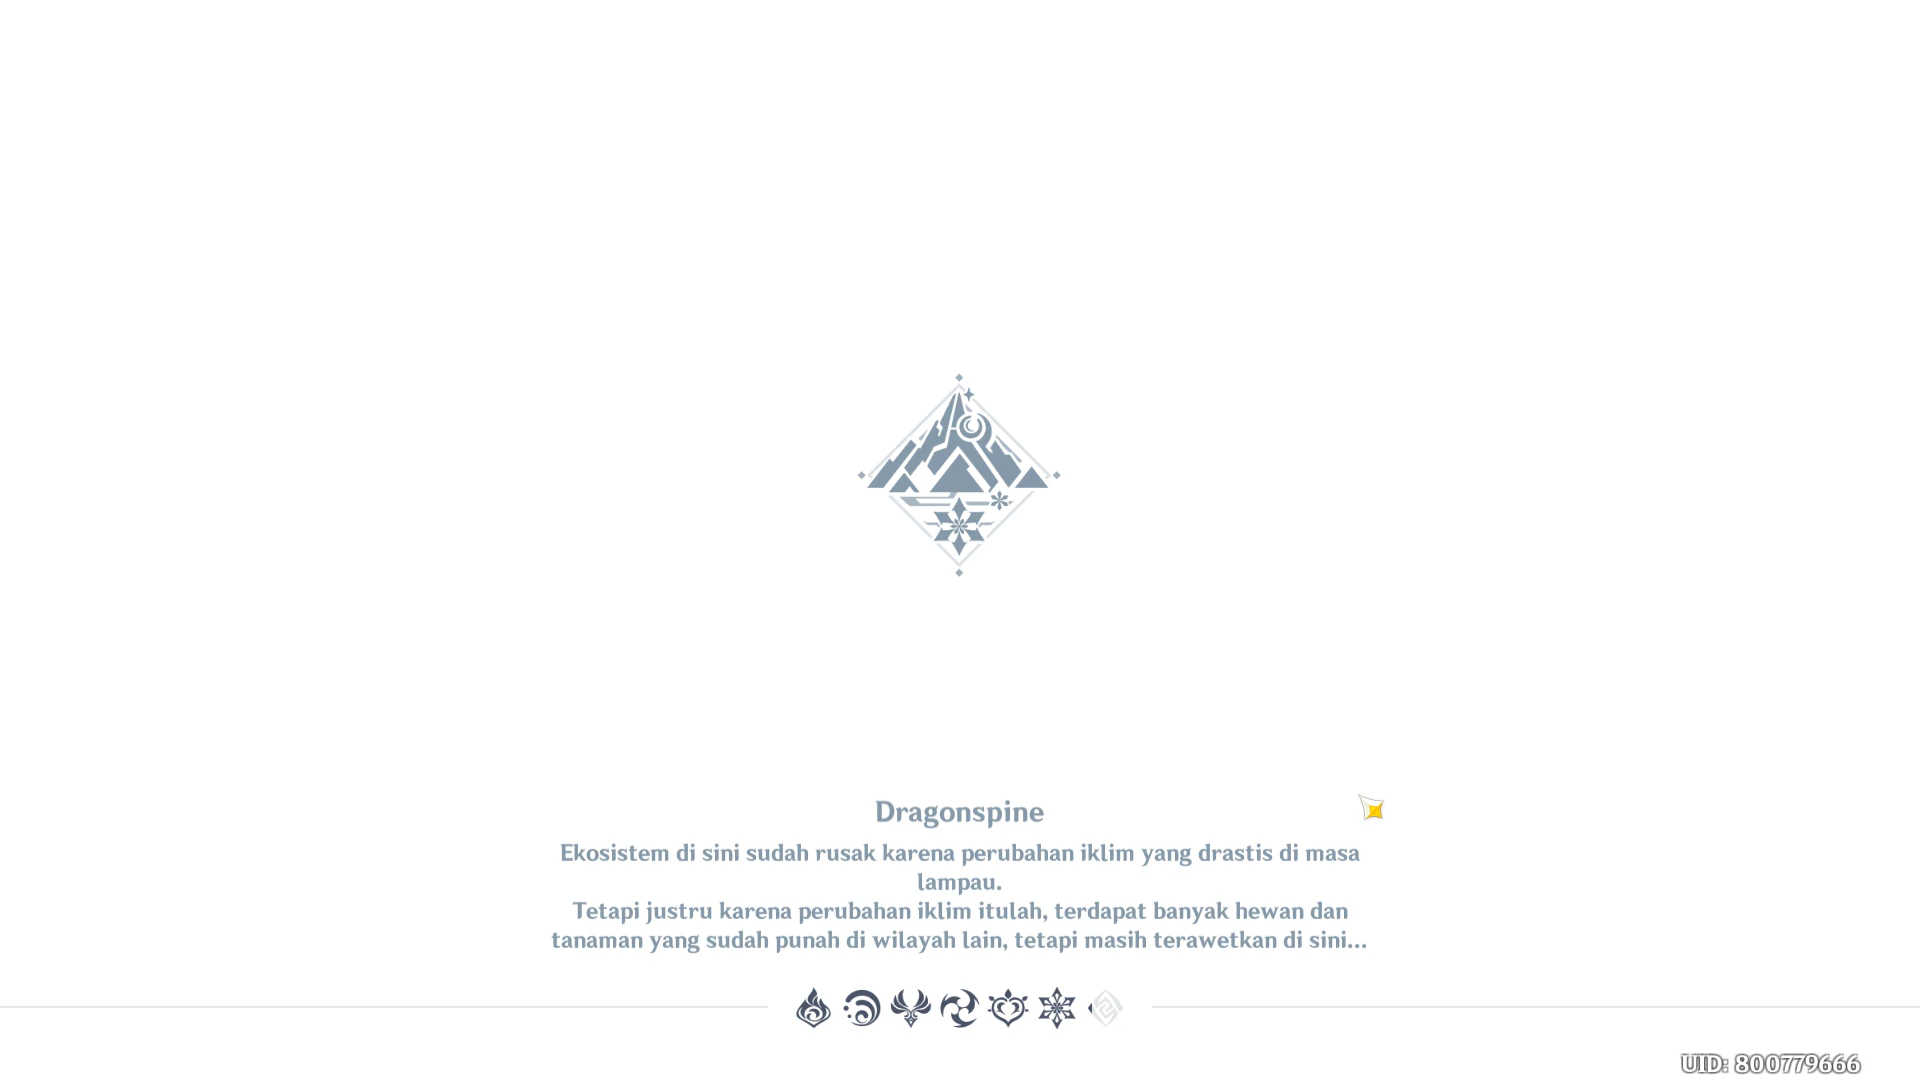 Dragonspine
Ekosistem di sini sudah rusak karena perubahan iklim yang drastis di masa
lampau.
Tetapi justru karena perubahan iklim itulah, terdapat banyak hewan dan
tanaman yang sudah punah di wilayah lain, tetapi masih terawetkan di sini...
UID: 800779666